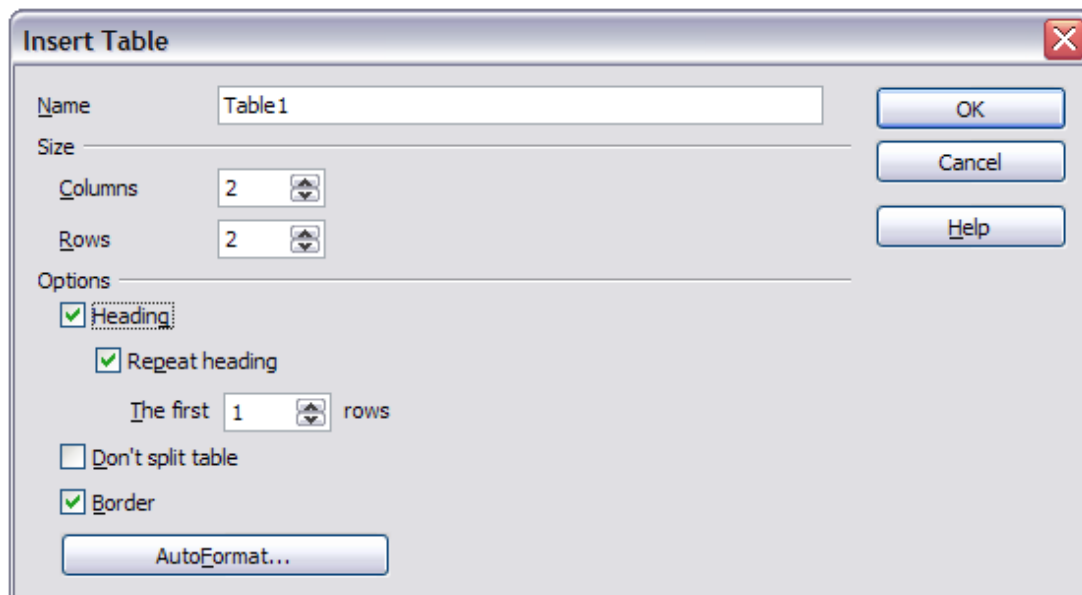 Insert Table
Name Table1 OK
Size
Cancel
Columns 2
Rows 2 Help
Options
Heading
Repeat heading
The first 1 rows
Don't split table
Border
AutoFormat...